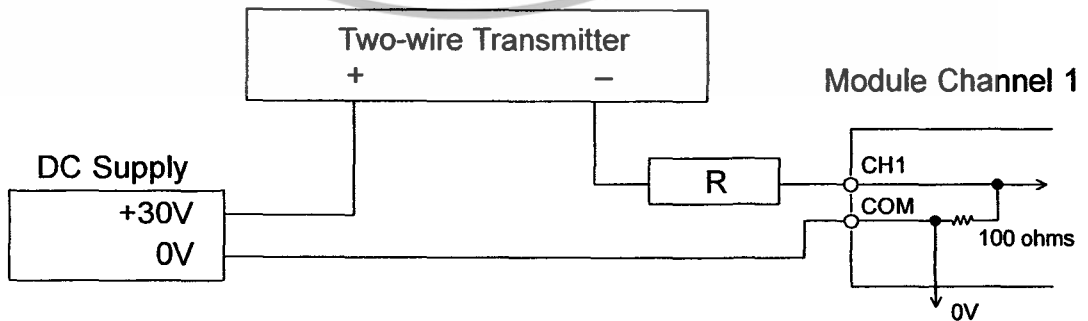 Two-wire Transmitter
+ –
Module Channel 1
DC Supply
+30V
0V
R
CH1
COM
100 ohms
0V